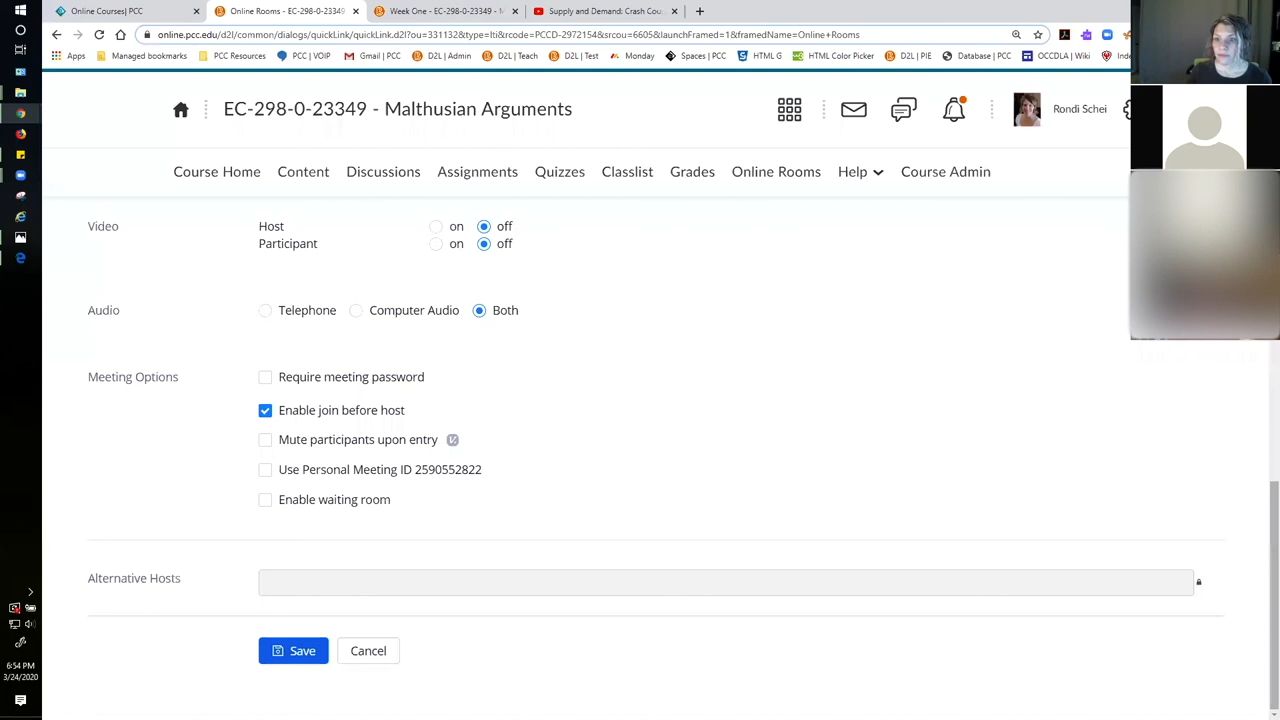 Online Courses| PCC
Online Rooms - EC-298-0-23349
Week One - EC-298-0-23349 - M
Supply and Demand: Crash Cou
online.pcc.edu/d2l/common/dialogs/quickLink/quickLink.d2l?ou=331132&type=lti&rcode=PCCD-2972154&srcou=6605&launchFramed=1&framedName=Online+Rooms
Apps Managed bookmarks PCC Resources PCC | VOIP Gmail | PCC D2L | Admin D2L | Teach D2L | Test Monday Spaces | PCC HTML G HTML Color Picker D2L | PIE Database | PCC OCCDLA | Wiki Inde
EC-298-0-23349 - Malthusian Arguments
Rondi Schei
Course Home Content Discussions Assignments Quizzes Classlist Grades Online Rooms Help Course Admin
Video Host on off
Participant on off
Audio Telephone Computer Audio Both
Meeting Options Require meeting password
Enable join before host
Mute participants upon entry
Use Personal Meeting ID 2590552822
Enable waiting room
Alternative Hosts
Save Cancel
6:54 PM
3/24/2020